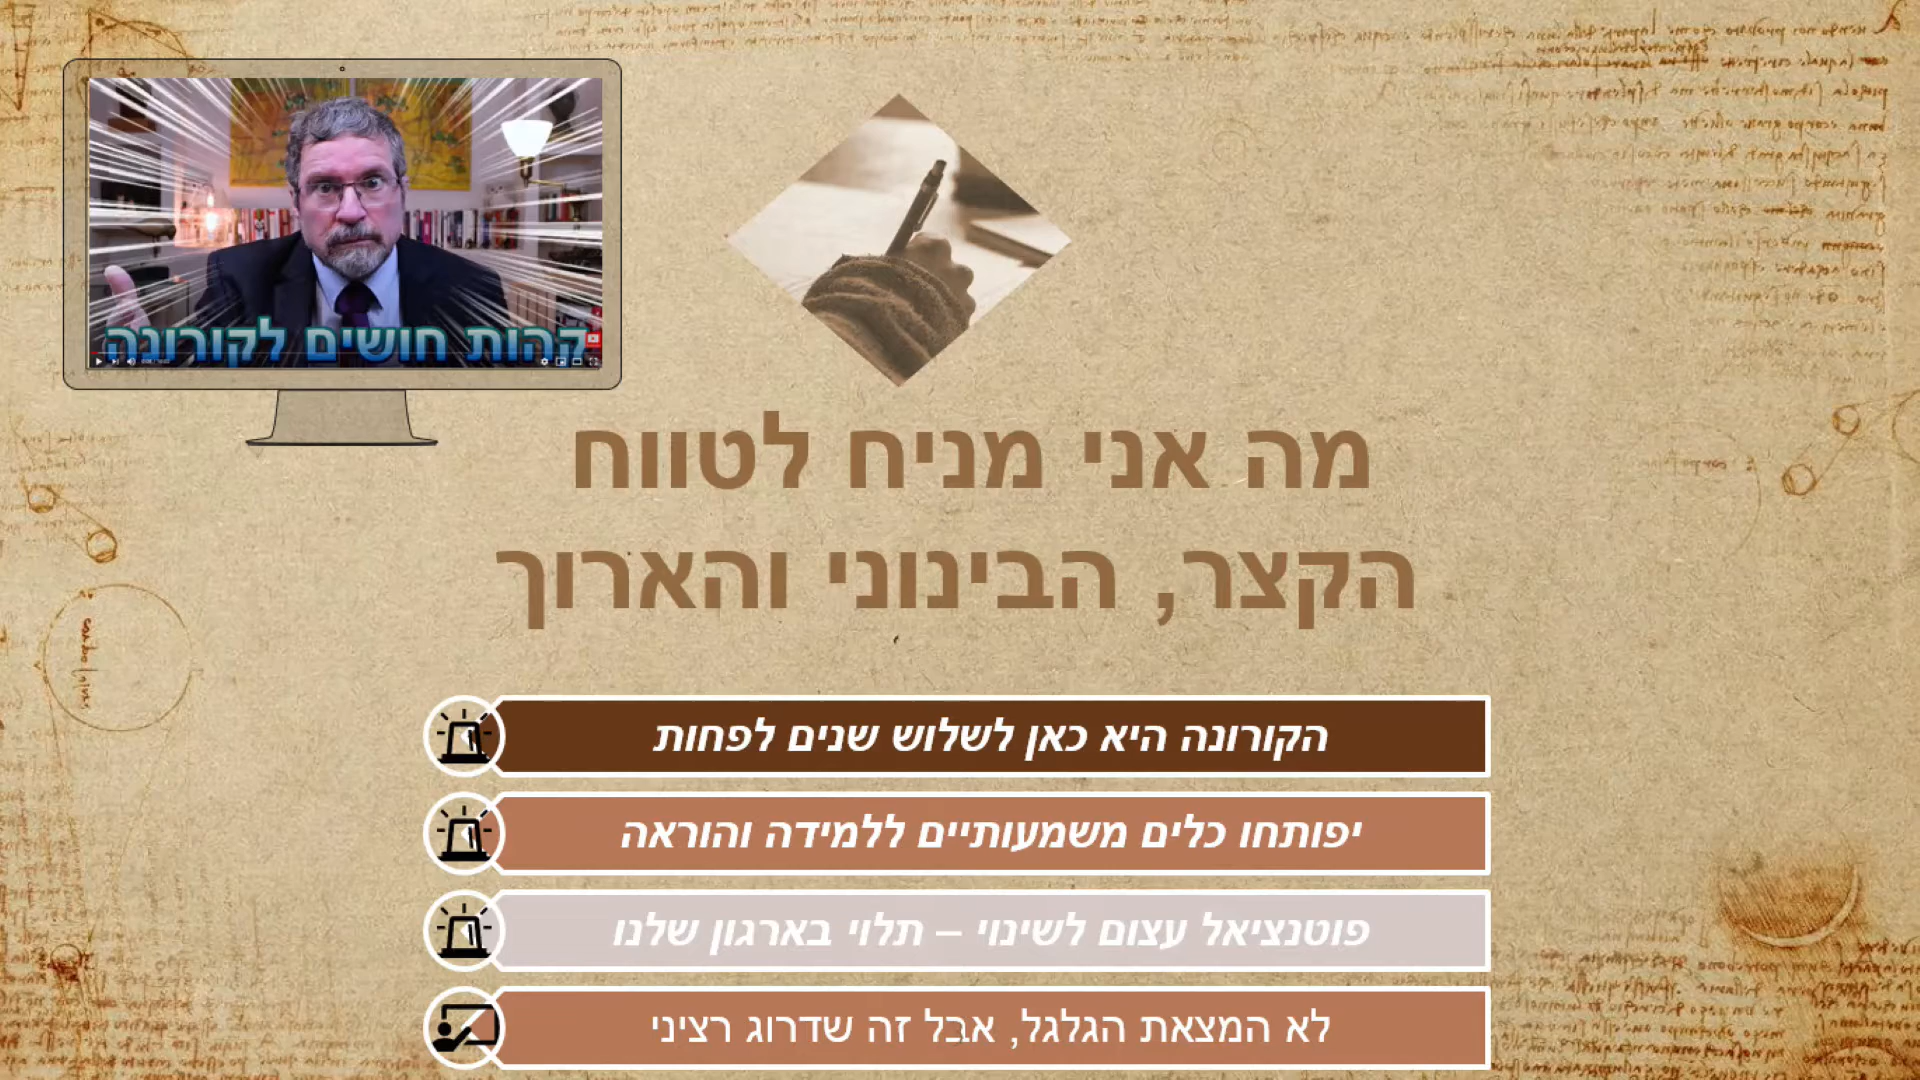 קהות חושים לקורונה
מה אני מניח לטווח
הקצר, הבינוני והארוך
הקורונה היא כאן לשלוש שנים לפחות
יפותחו כלים משמעותיים ללמידה והוראה
פוטנציאל עצום לשינוי – תלוי בארגון שלנו
לא המצאת הגלגל, אבל זה שדרוג רציני